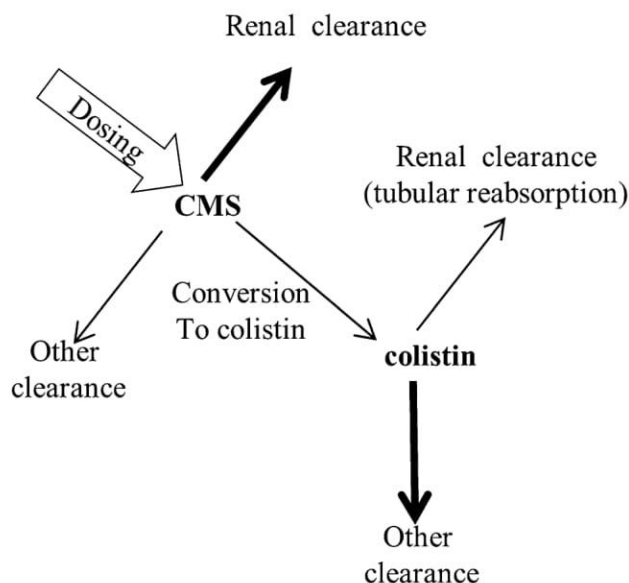 Renal clearance
Dosing
CMS
Renal clearance
(tubular reabsorption)
Conversion
To colistin
Other
clearance
colistin
Other
clearance